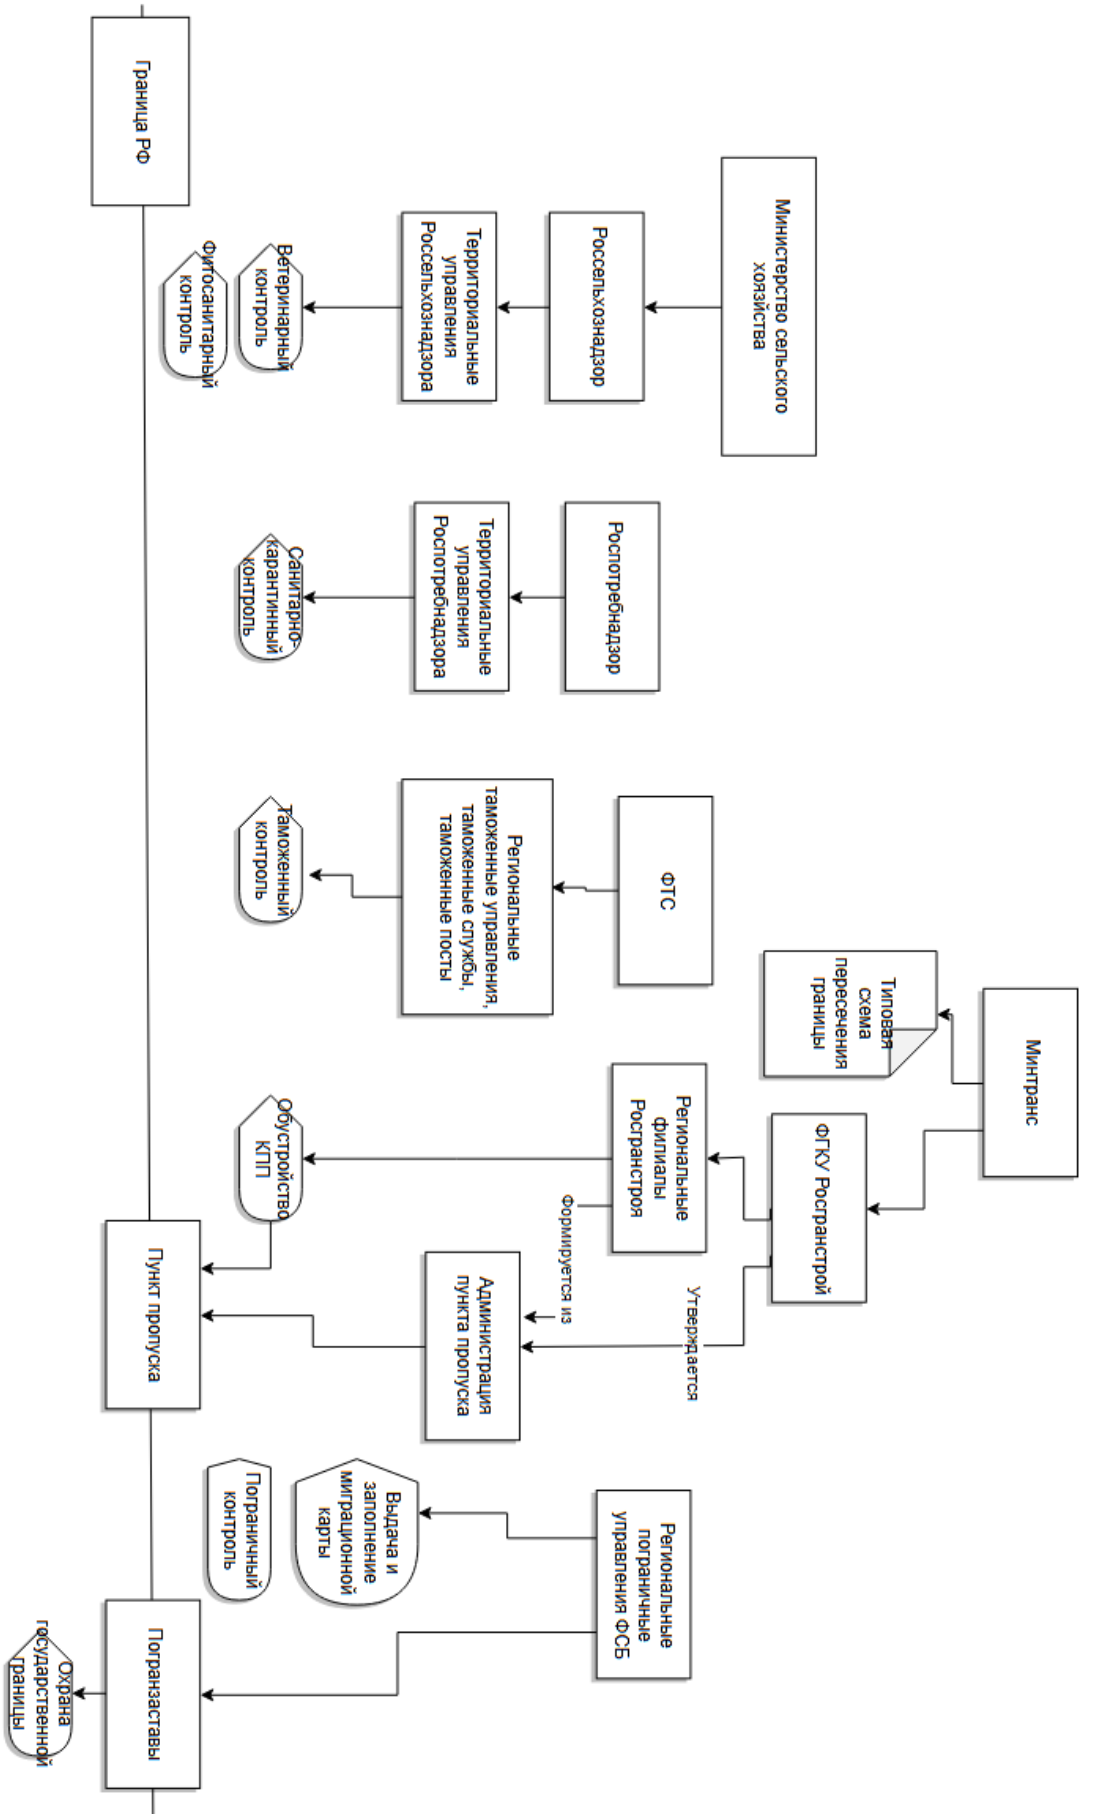 Минтранс
Министерство сельского
хоязйства
Типовая
схема
пересечения
границы
ФГКУ Росгранстрой
ФТС
Россельхознадзор
Роспотребнадзор
Региональные
филиалы
Росгранстроя
Утверждается
Региональные
пограничные
управления ФСБ
Формируется из
Территориальные
управления
Россельхознадзора
Территориальные
управления
Роспотребнадзора
Региональные
таможенные управления,
таможенные службы,
таможенные посты
Администрация
пункта пропуска
Выдача и
заполнение
миграционной
карты
Ветеринарный
контроль
Санитарно-
карантинный
контроль
Таможенный
контроль
Обустройство
КПП
Пограничный
контроль
Фитосанитарный
контроль
Граница РФ
Пункт пропуска
Погранзаставы
Охрана
государственной
границы